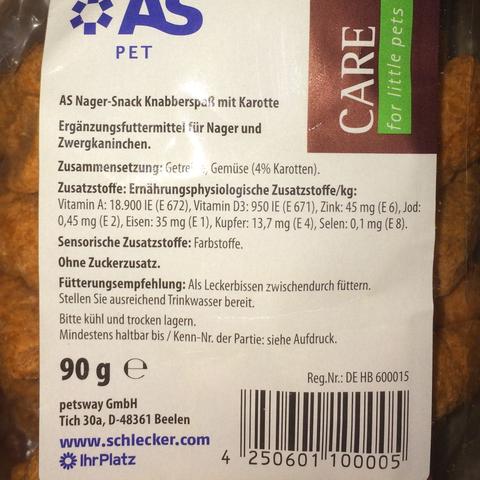 AS
PET
CARE
for little pets
AS Nager-Snack Knabberspaß mit Karotte
Ergänzungsfuttermittel für Nager und
Zwergkaninchen.
Zusammensetzung: Getreide, Gemüse (4% Karotten).
Zusatzstoffe: Ernährungsphysiologische Zusatzstoffe/kg:
Vitamin A: 18.900 IE (E 672), Vitamin D3: 950 IE (E 671), Zink: 45 mg (E 6), Jod:
0,45 mg (E 2), Eisen: 35 mg (E 1), Kupfer: 13,7 mg (E 4), Selen: 0,1 mg (E 8).
Sensorische Zusatzstoffe: Farbstoffe.
Ohne Zuckerzusatz.
Fütterungsempfehlung: Als Leckerbissen zwischendurch füttern.
Stellen Sie ausreichend Trinkwasser bereit.
Bitte kühl und trocken lagern.
Mindestens haltbar bis / Kenn-Nr. der Partie: siehe Aufdruck.
90 g ℮
Reg.Nr.: DE HB 600015
petsway GmbH
Tich 30a, D-48361 Beelen
www.schlecker.com
IhrPlatz
4 250601 100005